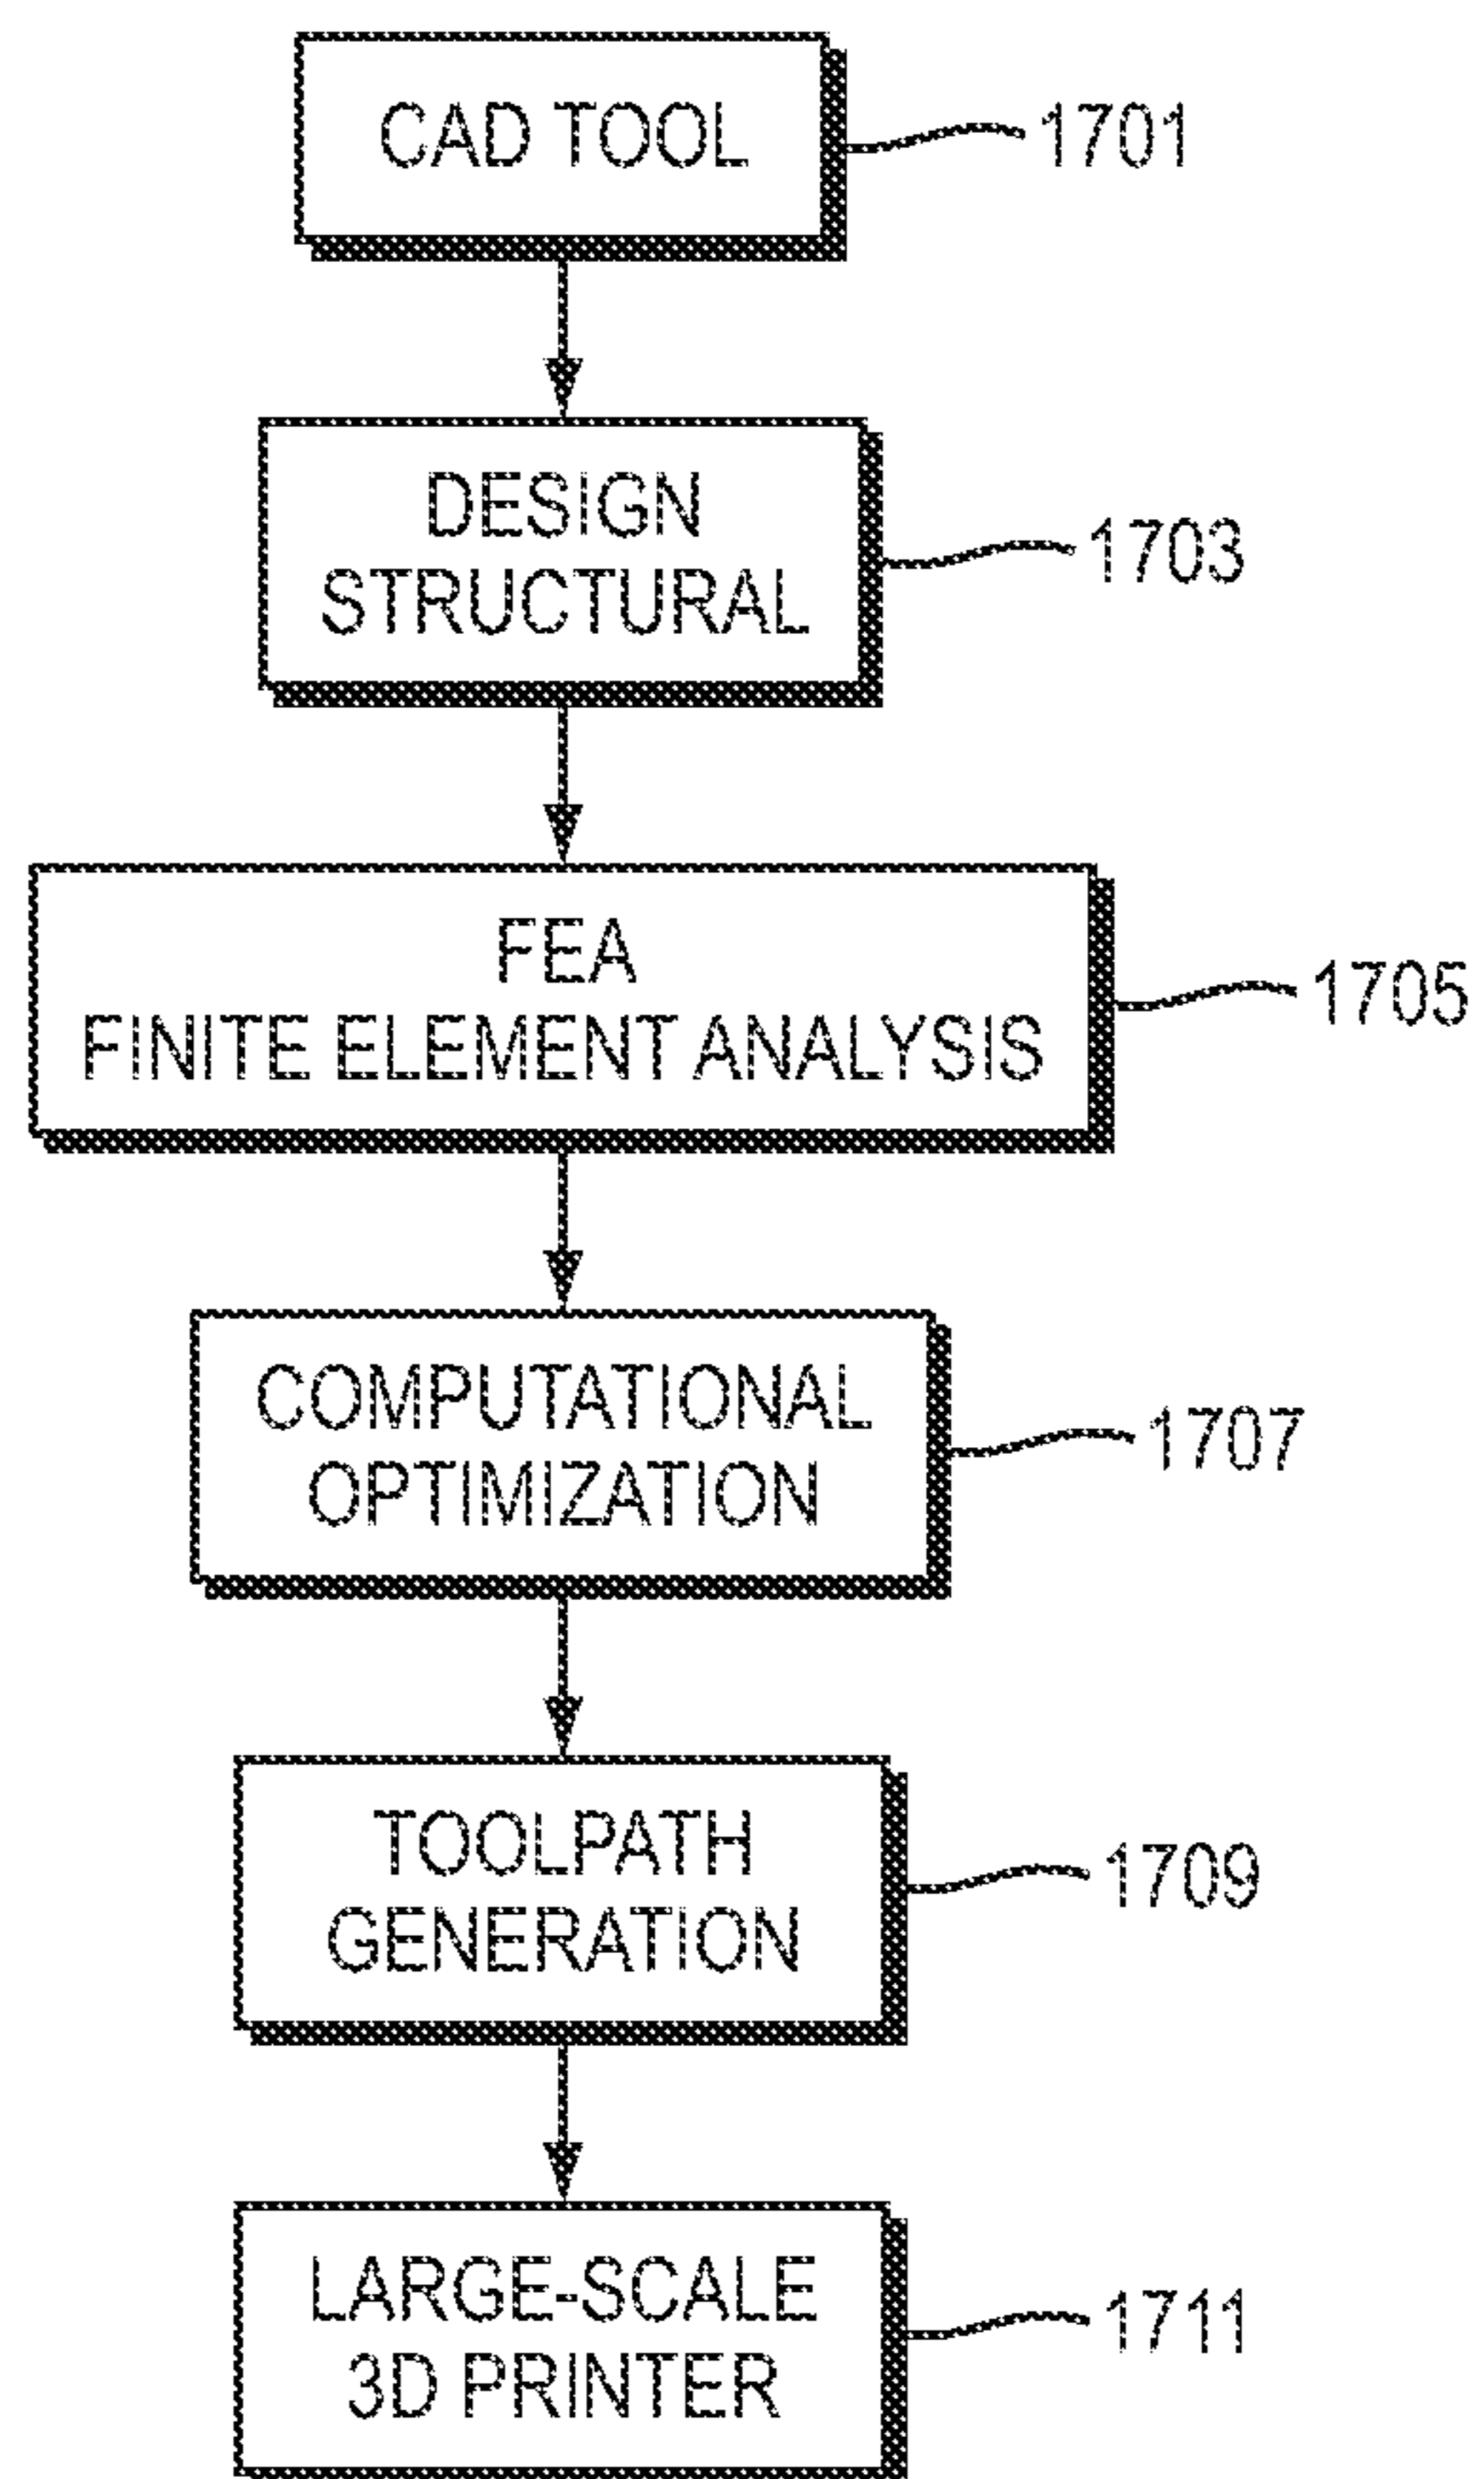 CAD TOOL
1701
DESIGN
STRUCTURAL
1703
FEA
FINITE ELEMENT ANALYSIS
1705
COMPUTATIONAL
OPTIMIZATION
1707
TOOLPATH
GENERATION
1709
LARGE-SCALE
3D PRINTER
1711